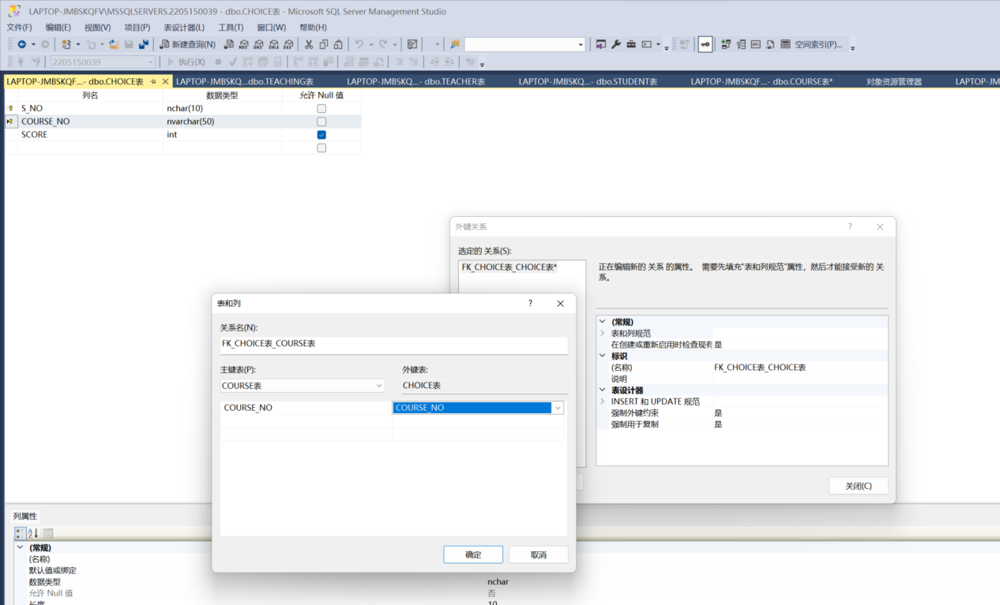 LAPTOP-JMBSKQFV\MSSQLSERVERS.2205150039 - dbo.CHOICE表 - Microsoft SQL Server Management Studio
文件(F) 编辑(E) 视图(V) 项目(P) 表设计器(L) 工具(T) 窗口(W) 帮助(H)
新建查询(N) 空间索引(P)...
2205150039 执行(X)
LAPTOP-JMBSKQF...- dbo.CHOICE表 LAPTOP-JMBSKQ...dbo.TEACHING表 LAPTOP-JMBSKQ...- dbo.TEACHER表 LAPTOP-JMBSKQ...- dbo.STUDENT表 LAPTOP-JMBSKQF...- dbo.COURSE表* 对象资源管理器 LAPTOP-JM
列名 数据类型 允许 Null 值
S_NO nchar(10)
COURSE_NO nvarchar(50)
SCORE int
外键关系 ?
选定的 关系(S):
FK_CHOICE表_CHOICE表*
正在编辑新的 关系 的属性。 需要先填充"表和列规范"属性，然后才能接受新的 关
系。
(常规)
表和列规范
在创建或重新启用时检查现有 是
标识
(名称) FK_CHOICE表_CHOICE表
说明
表设计器
INSERT 和 UPDATE 规范
强制外键约束 是
强制用于复制 是
关闭(C)
表和列 ?
关系名(N):
FK_CHOICE表_COURSE表
主键表(P): 外键表:
COURSE表 CHOICE表
COURSE_NO COURSE_NO
确定 取消
列属性
(常规)
(名称)
默认值或绑定
数据类型 nchar
允许 Null 值 否
长度 10